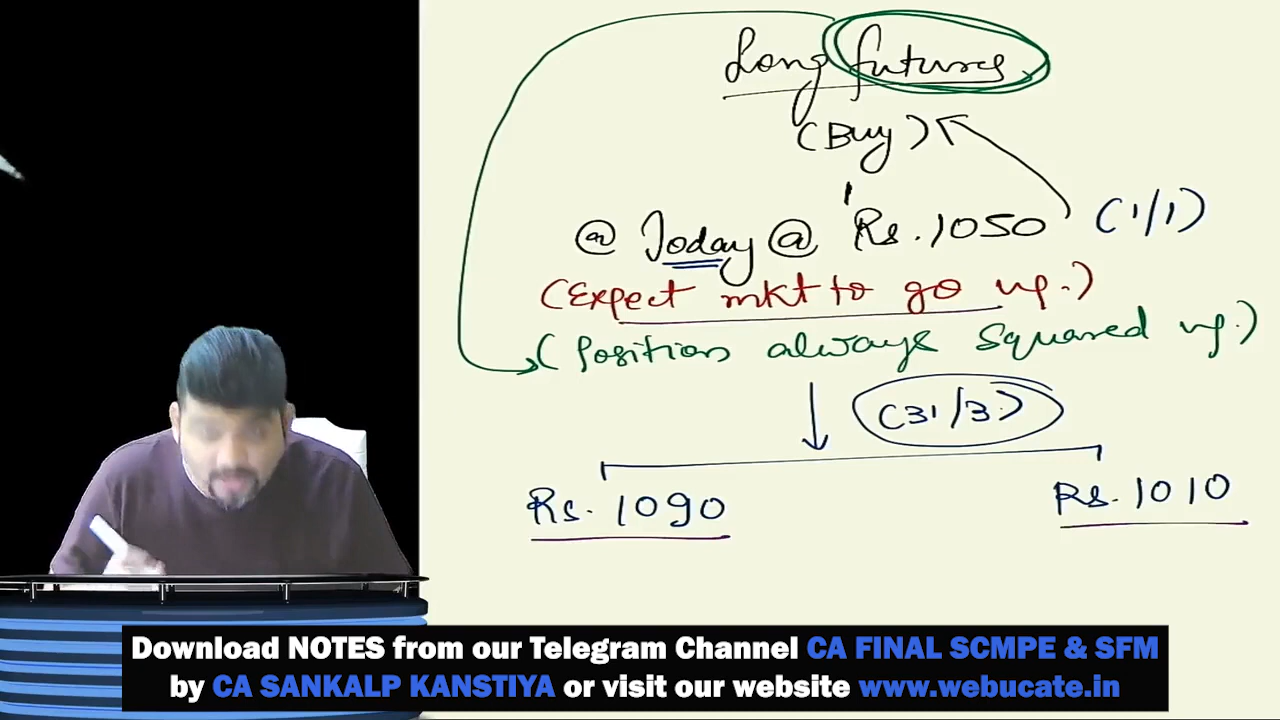 Long futures
(Buy)
@ Today @ Rs. 1050 (1/1)
(Expect mkt to go up.)
(Position always squared up.)
(31/3)
Rs. 1090 Rs. 1010
Download NOTES from our Telegram Channel CA FINAL SCMPE & SFM
by CA SANKALP KANSTIYA or visit our website www.webucate.in